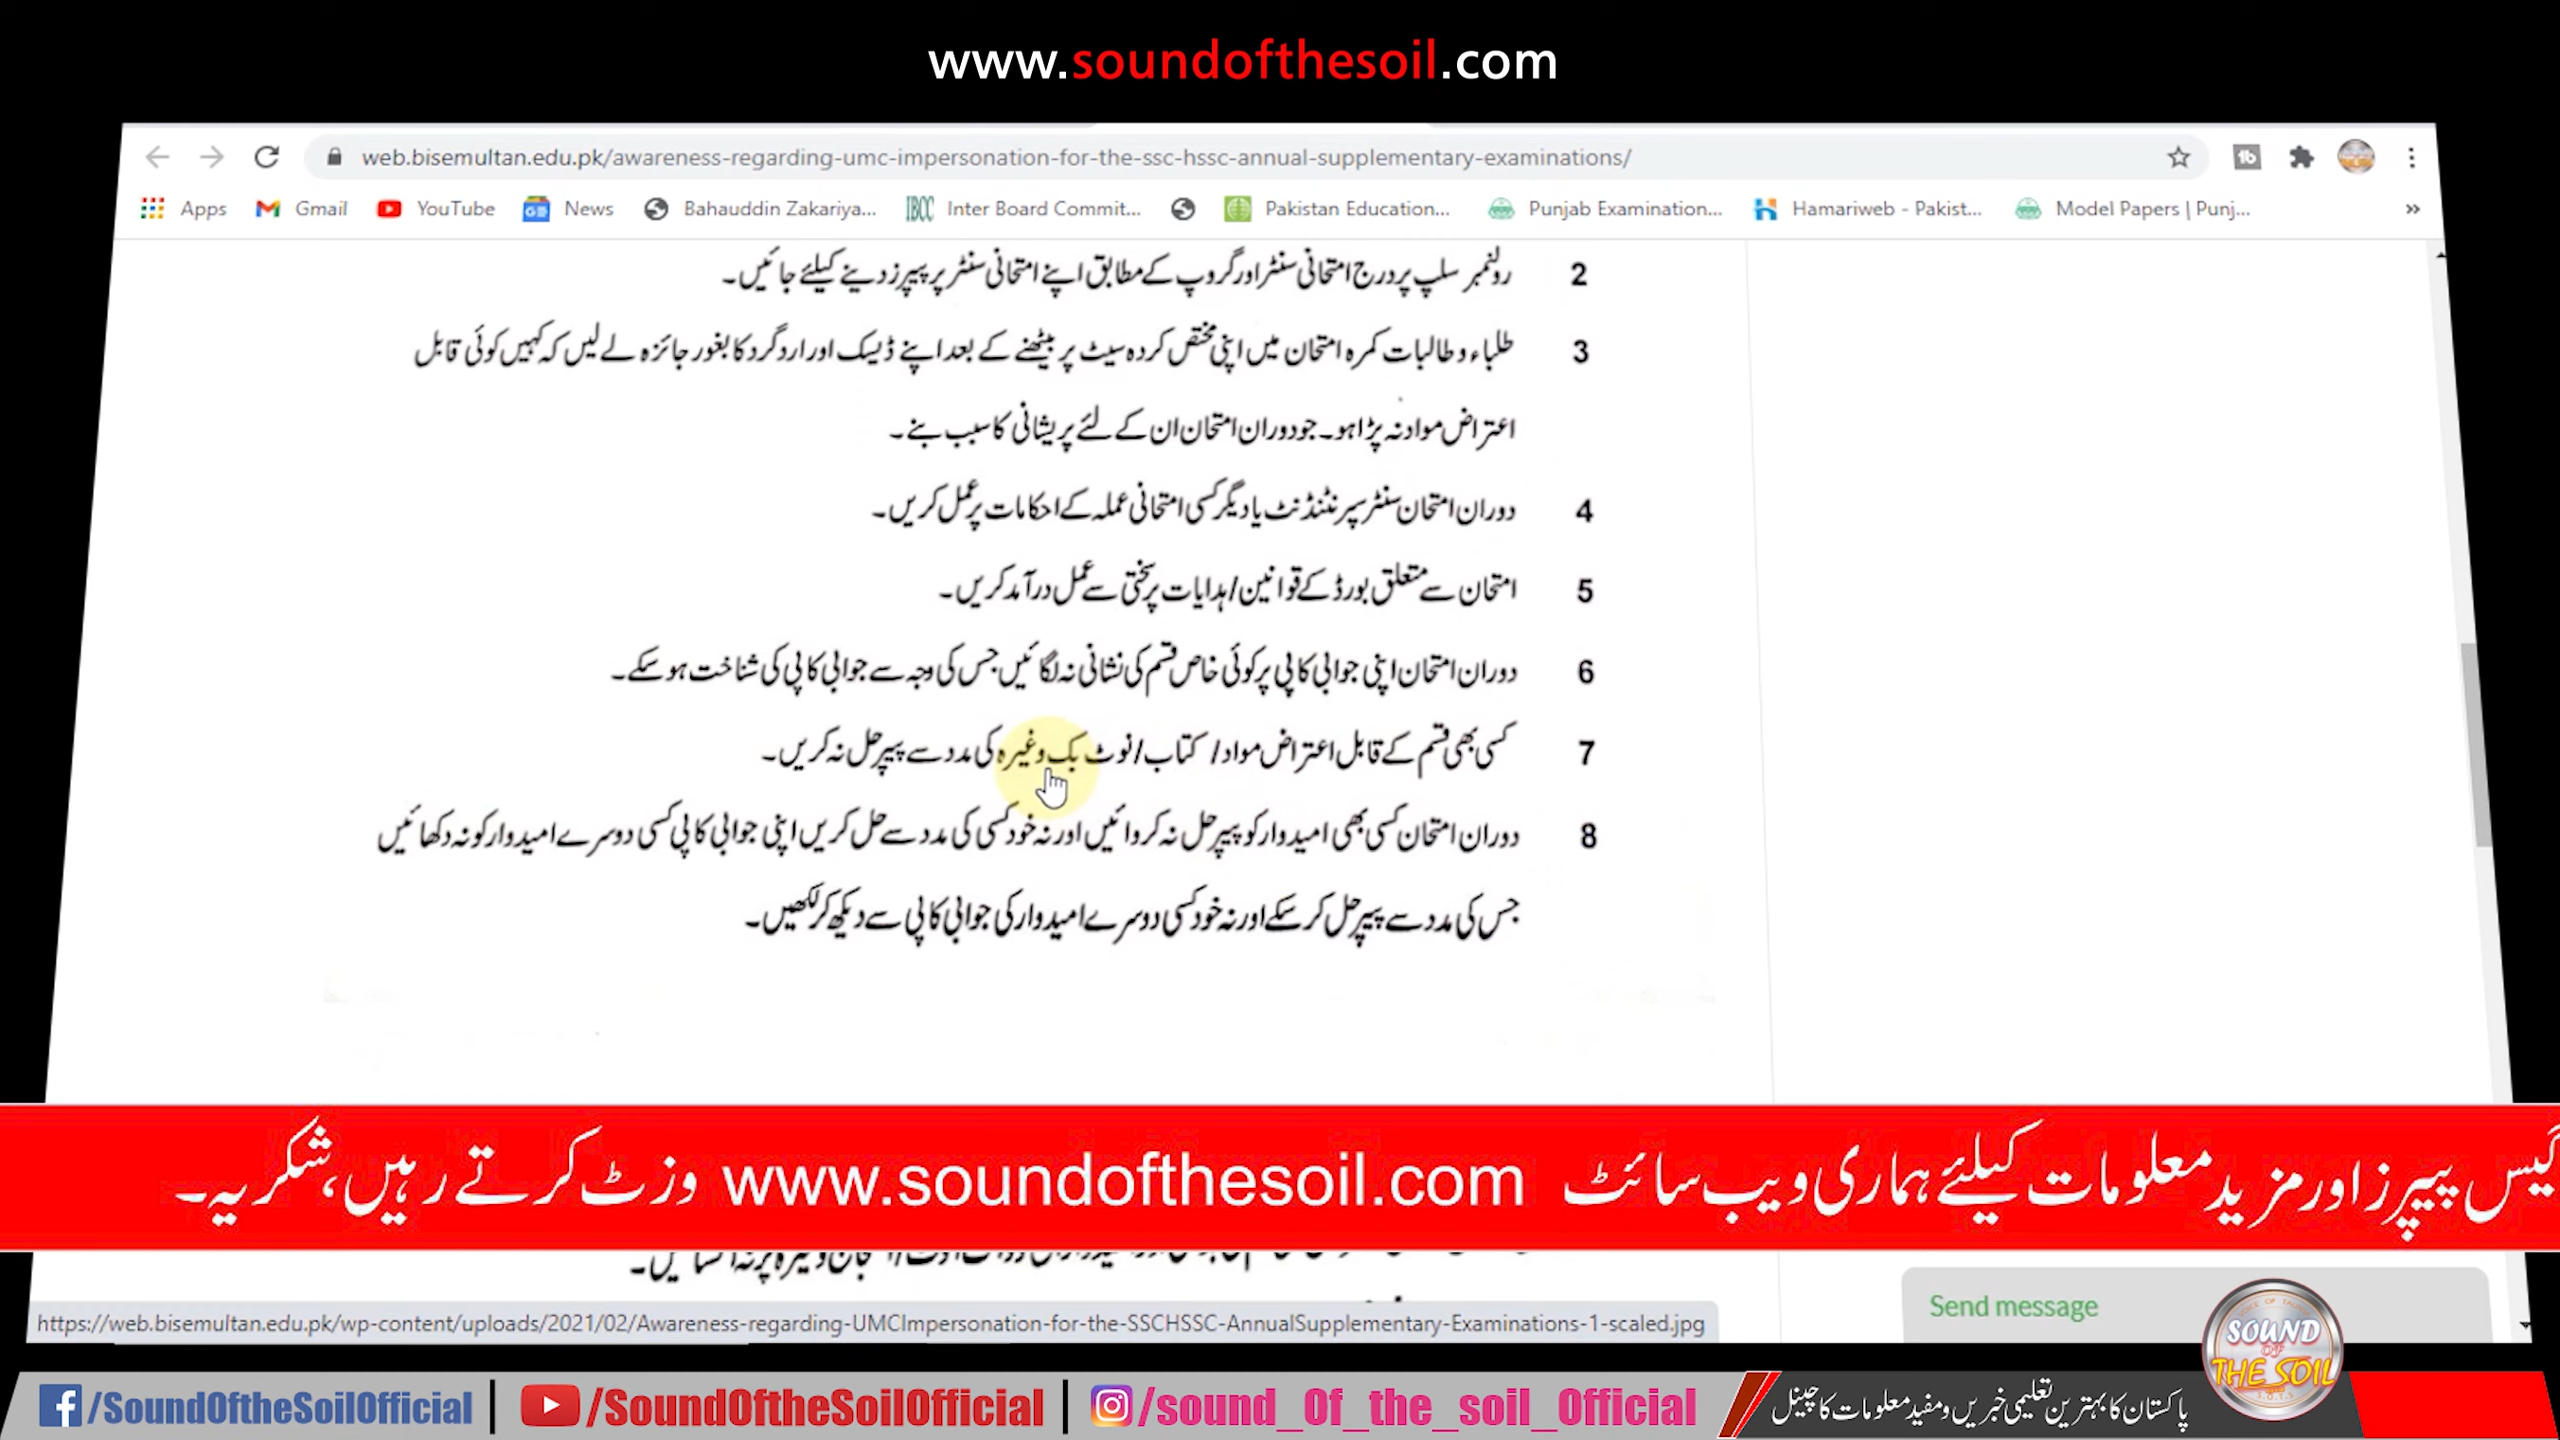 www.soundofthesoil.com
web.bisemultan.edu.pk/awareness-regarding-umc-impersonation-for-the-ssc-hssc-annual-supplementary-examinations/
Apps Gmail YouTube News Bahauddin Zakariya... IBCC Inter Board Commit... Pakistan Education... Punjab Examination... Hamariweb - Pakist... Model Papers | Punj... »
2 رولنمبر سلپ پر درج امتحانی سنٹر اور گروپ کے مطابق اپنے امتحانی سنٹر پر پیپرز دینے کیلئے جائیں۔
3 طلباء و طالبات کمرہ امتحان میں اپنی مختص کردہ سیٹ پر بیٹھنے کے بعد اپنے ڈیسک اور اردگرد کا بغور جائزہ لے لیں کہ کہیں کوئی قابل
اعتراض مواد نہ پڑا ہو۔ جو دوران امتحان ان کے لئے پریشانی کا سبب بنے۔
4 دوران امتحان سنٹر سپرنٹنڈنٹ یا دیگر کسی امتحانی عملہ کے احکامات پر عمل کریں۔
5 امتحان سے متعلق بورڈ کے قوانین/ہدایات پر سختی سے عمل درآمد کریں۔
6 دوران امتحان اپنی جوابی کاپی پر کوئی خاص قسم کی نشانی نہ لگائیں جس کی وجہ سے جوابی کاپی کی شناخت ہو سکے۔
7 کسی بھی قسم کے قابل اعتراض مواد/ کتاب/نوٹ بک وغیرہ کی مدد سے پیپر حل نہ کریں۔
8 دوران امتحان کسی بھی امیدوار کو پیپر حل نہ کروائیں اور نہ خود کسی کی مدد سے حل کریں اپنی جوابی کاپی کسی دوسرے امیدوار کو نہ دکھائیں
جس کی مدد سے پیپر حل کر سکے اور نہ خود کسی دوسرے امیدوار کی جوابی کاپی سے دیکھ کر لکھیں۔
گیس پیپرز اور مزید معلومات کیلئے ہماری ویب سائٹ www.soundofthesoil.com وزٹ کرتے رہیں، شکریہ۔
Send message
https://web.bisemultan.edu.pk/wp-content/uploads/2021/02/Awareness-regarding-UMCImpersonation-for-the-SSCHSSC-AnnualSupplementary-Examinations-1-scaled.jpg
SOUND OF THE SOIL
/SoundOftheSoilOfficial | /SoundOftheSoilOfficial | /sound_Of_the_soil_Official
پاکستان کا بہترین تعلیمی خبریں و مفید معلومات کا چینل